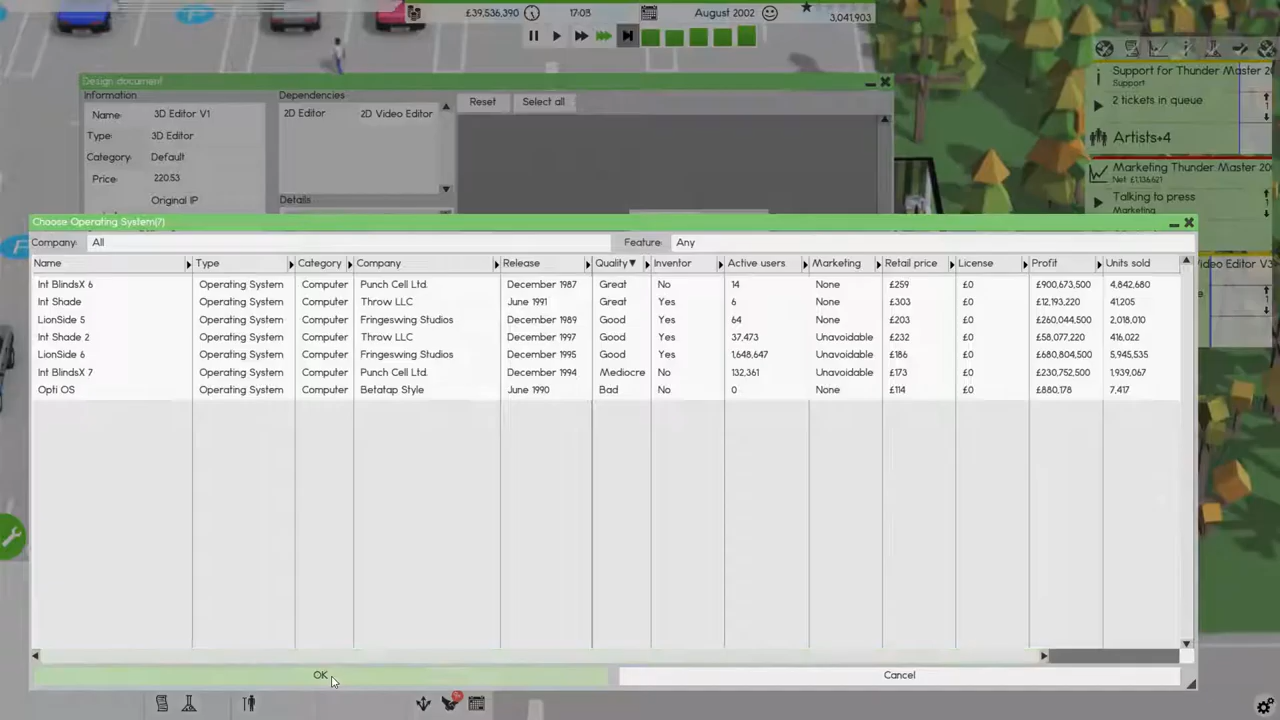 £39,536,390 17:03 August 2002 3,041,903
Design document
Information
Name: 3D Editor V1
Type: 3D Editor
Category: Default
Price: 220.53
Original IP
Dependencies
2D Editor 2D Video Editor
Details
Reset Select all
Support for Thunder Master 20
Support
2 tickets in queue
Artists+4
Marketing Thunder Master 20
Net £1,136,621
Talking to press
Marketing
ideo Editor V3
Choose Operating System(7)
Company: All Feature: Any
Name Type Category Company Release Quality▼ Inventor Active users Marketing Retail price License Profit Units sold
Int BlindsX 6 Operating System Computer Punch Cell Ltd. December 1987 Great No 14 None £259 £0 £900,673,500 4,842,680
Int Shade Operating System Computer Throw LLC June 1991 Great Yes 6 None £303 £0 £12,193,220 41,205
LionSide 5 Operating System Computer Fringeswing Studios December 1989 Good Yes 64 None £203 £0 £260,044,500 2,018,010
Int Shade 2 Operating System Computer Throw LLC December 1997 Good Yes 37,473 Unavoidable £232 £0 £58,077,220 416,022
LionSide 6 Operating System Computer Fringeswing Studios December 1995 Good Yes 1,648,647 Unavoidable £186 £0 £680,804,500 5,945,535
Int BlindsX 7 Operating System Computer Punch Cell Ltd. December 1994 Mediocre No 132,361 Unavoidable £173 £0 £230,752,500 1,939,067
Opti OS Operating System Computer Betatap Style June 1990 Bad No 0 None £114 £0 £880,178 7,417
OK Cancel